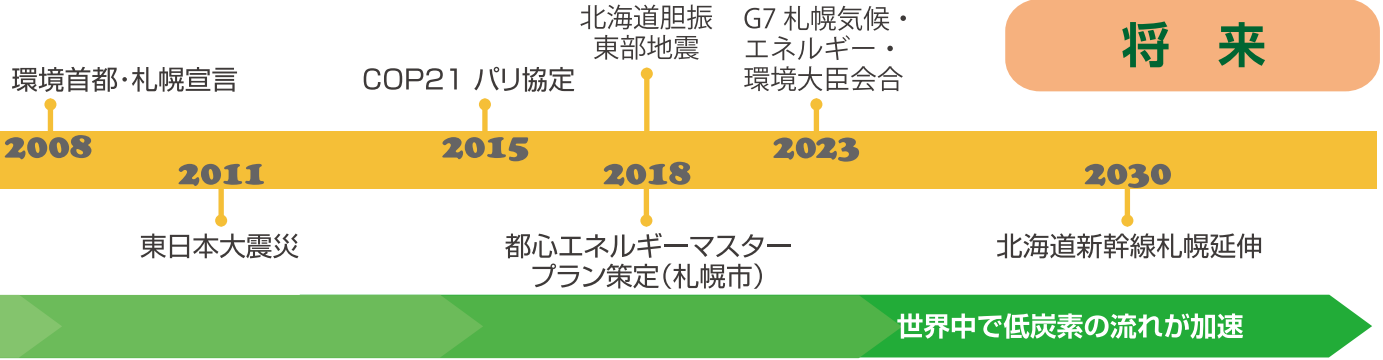 環境首都・札幌宣言
2008
2011
東日本大震災
COP21 パリ協定
2015
北海道胆振
東部地震
2018
都心エネルギーマスター
プラン策定（札幌市）
G7 札幌気候・
エネルギー・
環境大臣会合
2023
将 来
2030
北海道新幹線札幌延伸
世界中で低炭素の流れが加速